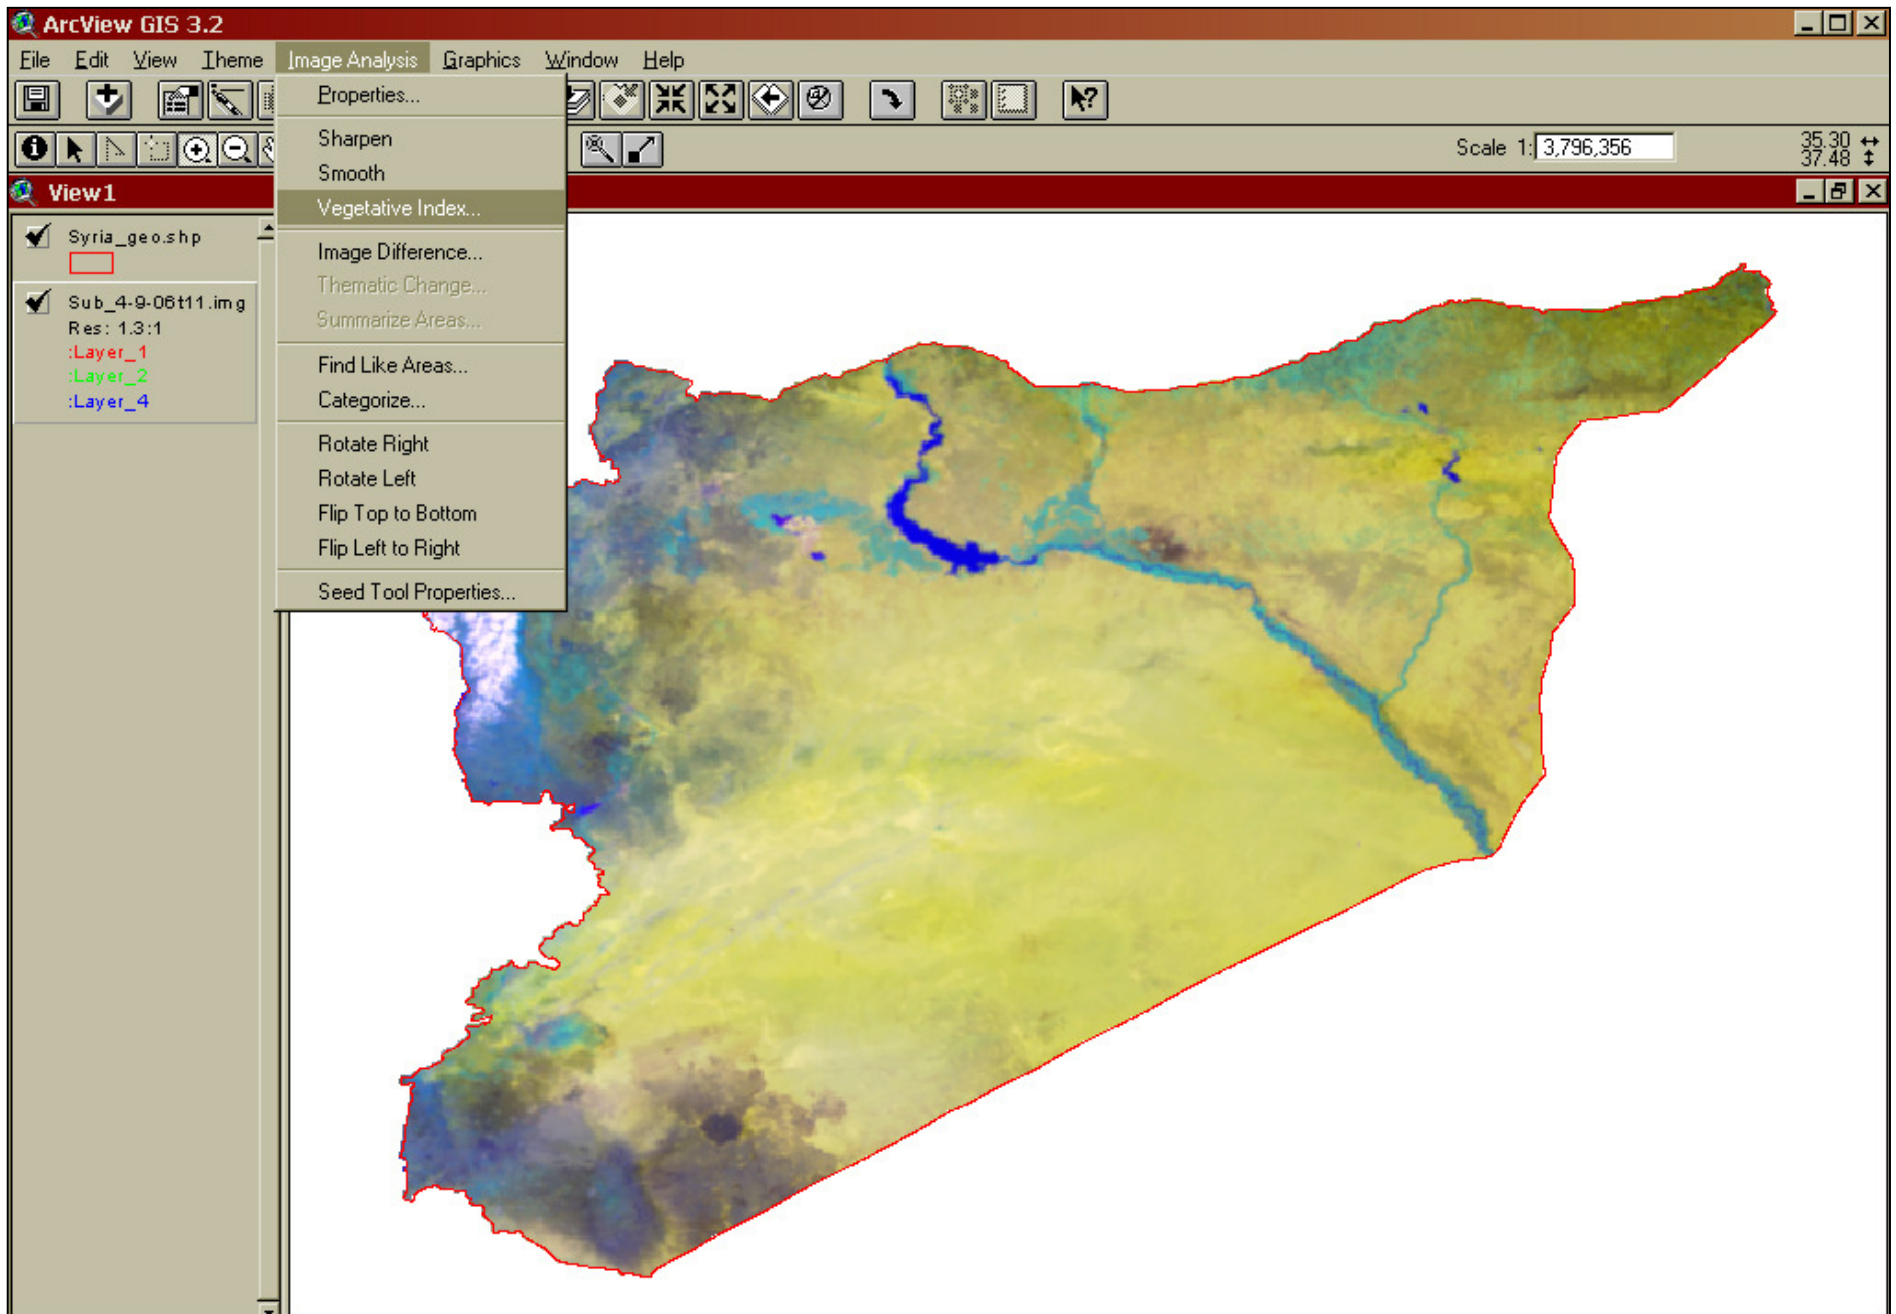 ArcView GIS 3.2
File Edit View Theme Image Analysis Graphics Window Help
Scale 1: 3,796,356
35.30
37.48
View1
Syria_geo.shp
Sub_4-9-06t11.img
Res: 1.3:1
:Layer_1
:Layer_2
:Layer_4
Properties...
Sharpen
Smooth
Vegetative Index...
Image Difference...
Thematic Change...
Summarize Areas...
Find Like Areas...
Categorize...
Rotate Right
Rotate Left
Flip Top to Bottom
Flip Left to Right
Seed Tool Properties...